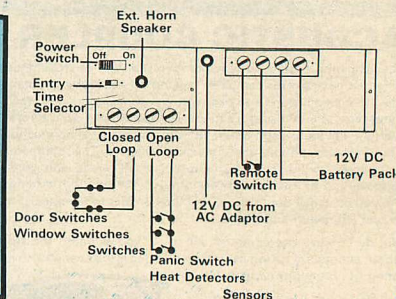 Ext. Horn
Speaker
Power
Switch
Off On
Entry
Time
Selector
Closed Open
Loop Loop
Remote
Switch
12V DC
Battery Pack
12V DC from
AC Adaptor
Door Switches
Window Switches
Switches
Panic Switch
Heat Detectors
Sensors